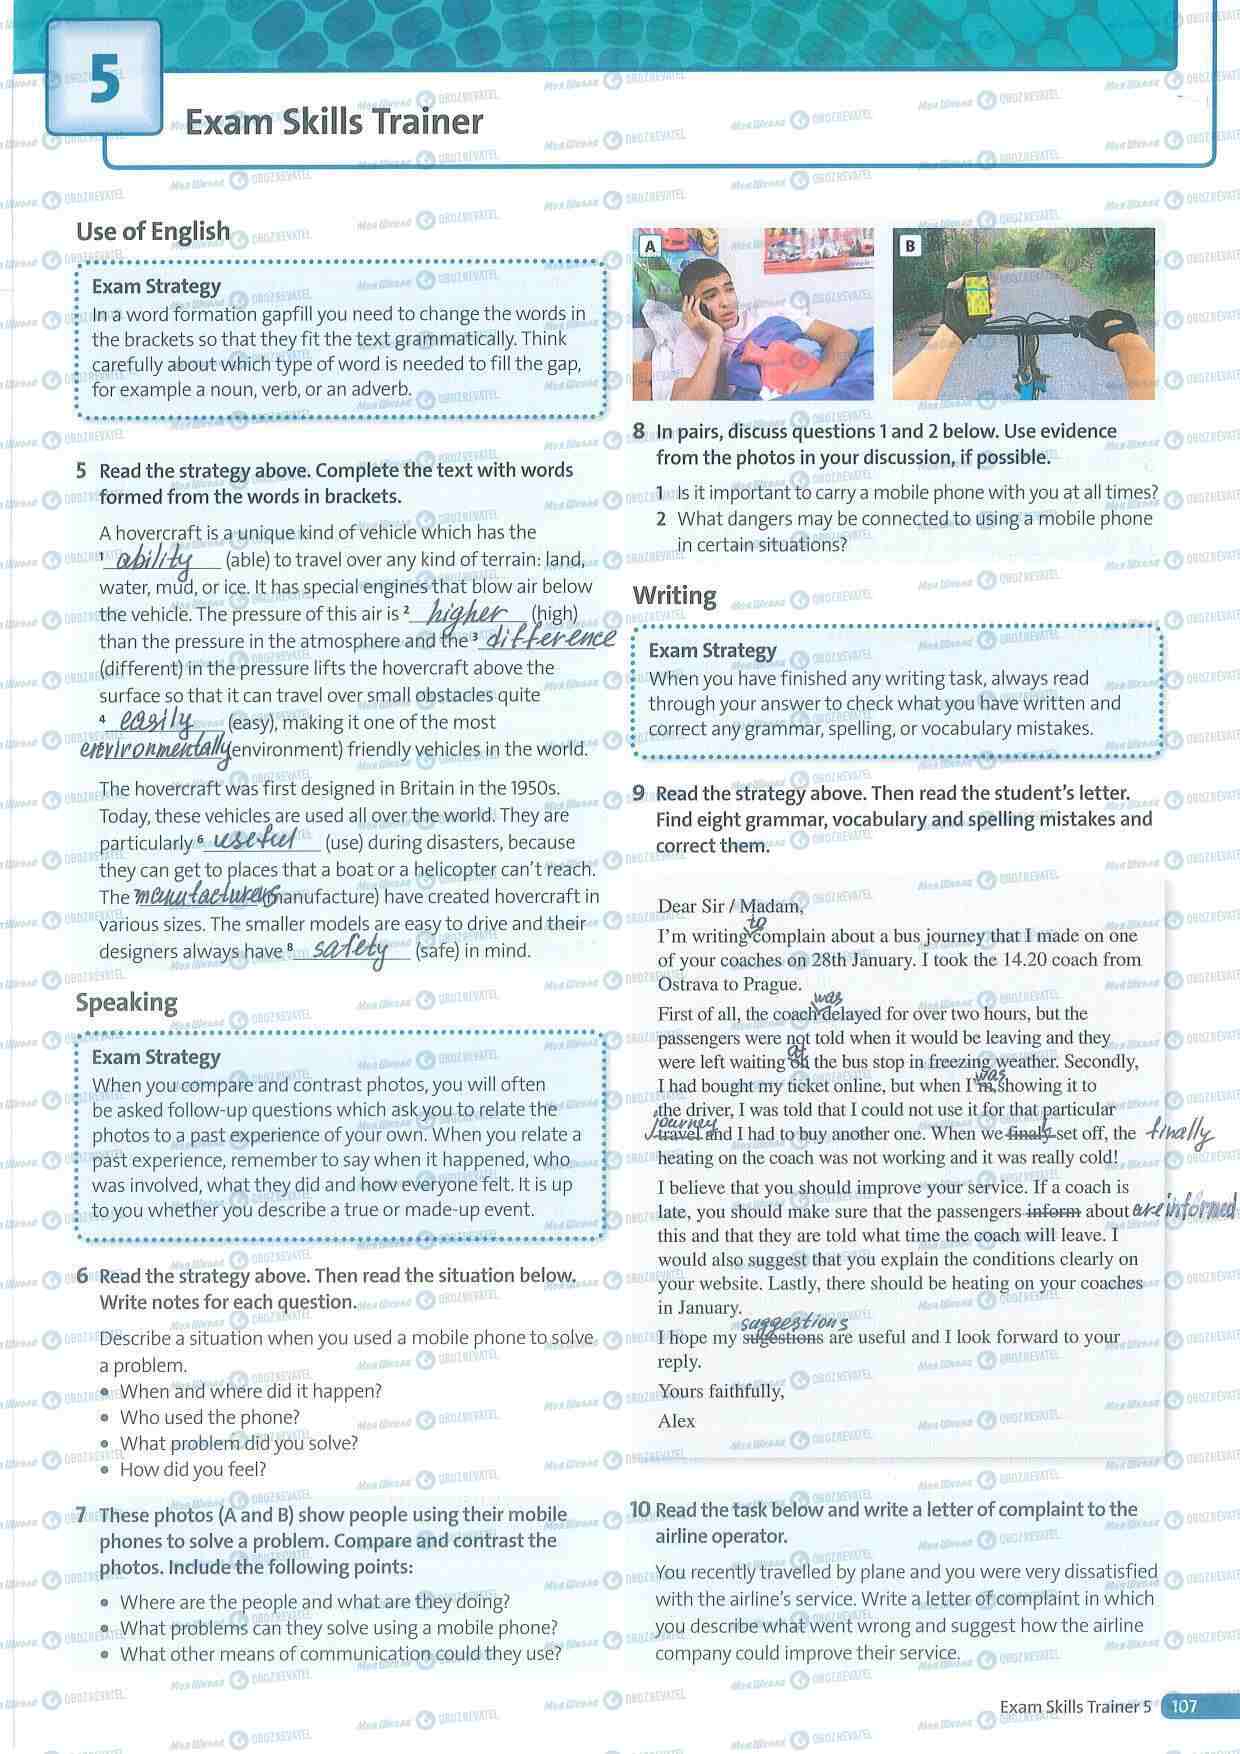 5
Exam Skills Trainer
Use of English
Exam Strategy
In a word formation gapfill you need to change the words in
the brackets so that they fit the text grammatically. Think
carefully about which type of word is needed to fill the gap,
for example a noun, verb, or an adverb.
5 Read the strategy above. Complete the text with words
formed from the words in brackets.
A hovercraft is a unique kind of vehicle which has the
1 ability (able) to travel over any kind of terrain: land,
water, mud, or ice. It has special engines that blow air below
the vehicle. The pressure of this air is 2 higher (high)
than the pressure in the atmosphere and the 3 difference
(different) in the pressure lifts the hovercraft above the
surface so that it can travel over small obstacles quite
4 easily (easy), making it one of the most
environmentally (environment) friendly vehicles in the world.
The hovercraft was first designed in Britain in the 1950s.
Today, these vehicles are used all over the world. They are
particularly 6 useful (use) during disasters, because
they can get to places that a boat or a helicopter can't reach.
The manufacturers (manufacture) have created hovercraft in
various sizes. The smaller models are easy to drive and their
designers always have 8 safety (safe) in mind.
Speaking
Exam Strategy
When you compare and contrast photos, you will often
be asked follow-up questions which ask you to relate the
photos to a past experience of your own. When you relate a
past experience, remember to say when it happened, who
was involved, what they did and how everyone felt. It is up
to you whether you describe a true or made-up event.
6 Read the strategy above. Then read the situation below.
Write notes for each question.
Describe a situation when you used a mobile phone to solve
a problem.
• When and where did it happen?
• Who used the phone?
• What problem did you solve?
• How did you feel?
7 These photos (A and B) show people using their mobile
phones to solve a problem. Compare and contrast the
photos. Include the following points:
• Where are the people and what are they doing?
• What problems can they solve using a mobile phone?
• What other means of communication could they use?
A
B
8 In pairs, discuss questions 1 and 2 below. Use evidence
from the photos in your discussion, if possible.
1 Is it important to carry a mobile phone with you at all times?
2 What dangers may be connected to using a mobile phone
in certain situations?
Writing
Exam Strategy
When you have finished any writing task, always read
through your answer to check what you have written and
correct any grammar, spelling, or vocabulary mistakes.
9 Read the strategy above. Then read the student's letter.
Find eight grammar, vocabulary and spelling mistakes and
correct them.
Dear Sir / Madam,
to
I'm writing complain about a bus journey that I made on one
of your coaches on 28th January. I took the 14.20 coach from
Ostrava to Prague.
was
First of all, the coach delayed for over two hours, but the
passengers were not told when it would be leaving and they
at
were left waiting on the bus stop in freezing weather. Secondly,
was
I had bought my ticket online, but when I'm showing it to
the driver, I was told that I could not use it for that particular
journey
travel and I had to buy another one. When we finaly set off, the finally
heating on the coach was not working and it was really cold!
I believe that you should improve your service. If a coach is
late, you should make sure that the passengers inform about are informed
this and that they are told what time the coach will leave. I
would also suggest that you explain the conditions clearly on
your website. Lastly, there should be heating on your coaches
in January.
suggestions
I hope my sugestions are useful and I look forward to your
reply.
Yours faithfully,
Alex
10 Read the task below and write a letter of complaint to the
airline operator.
You recently travelled by plane and you were very dissatisfied
with the airline's service. Write a letter of complaint in which
you describe what went wrong and suggest how the airline
company could improve their service.
Exam Skills Trainer 5 107